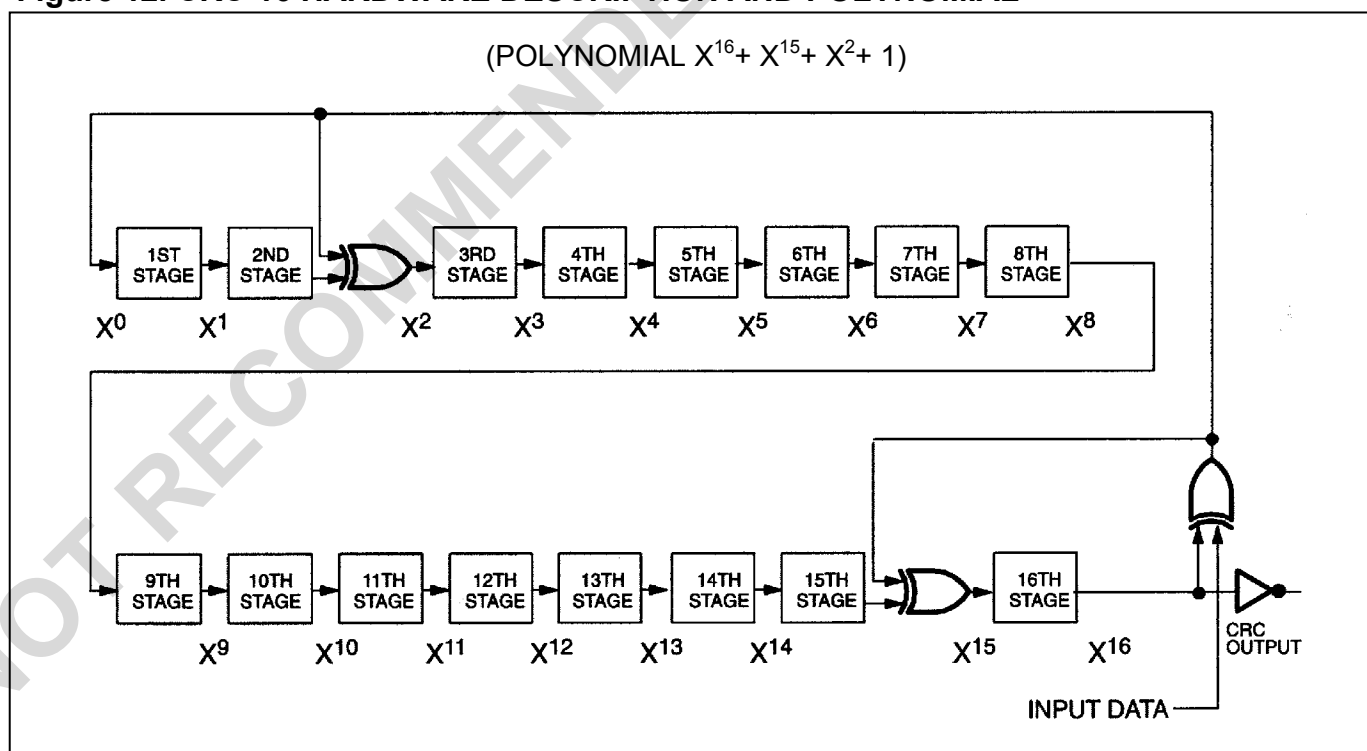 (POLYNOMIAL X¹⁶+ X¹⁵+ X²+ 1)
1ST STAGE
2ND STAGE
3RD STAGE
4TH STAGE
5TH STAGE
6TH STAGE
7TH STAGE
8TH STAGE
X⁰ X¹ X² X³ X⁴ X⁵ X⁶ X⁷ X⁸
9TH STAGE
10TH STAGE
11TH STAGE
12TH STAGE
13TH STAGE
14TH STAGE
15TH STAGE
16TH STAGE
CRC OUTPUT
X⁹ X¹⁰ X¹¹ X¹² X¹³ X¹⁴ X¹⁵ X¹⁶
INPUT DATA
NOT RECOMMENDE